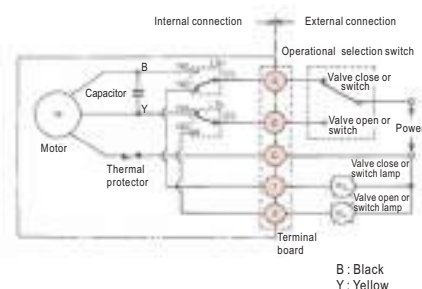 Internal connection
External connection
Operational selection switch
B
Valve close or
switch
Capacitor
Y
Valve open or
switch
Power
Motor
Thermal
protector
Valve close or
switch lamp
Valve open or
switch lamp
Terminal
board
B : Black
Y : Yellow